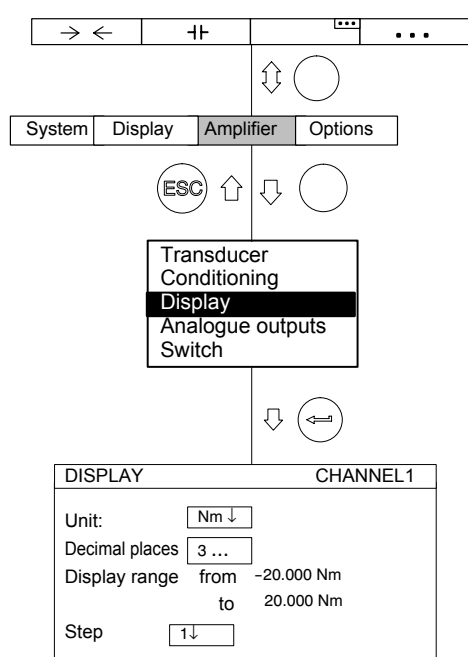 → ← ⊣⊢ ... ...
System Display Amplifier Options
ESC
Transducer
Conditioning
Display
Analogue outputs
Switch
DISPLAY CHANNEL1
Unit: Nm ↓
Decimal places 3 ...
Display range from −20.000 Nm
to 20.000 Nm
Step 1↓